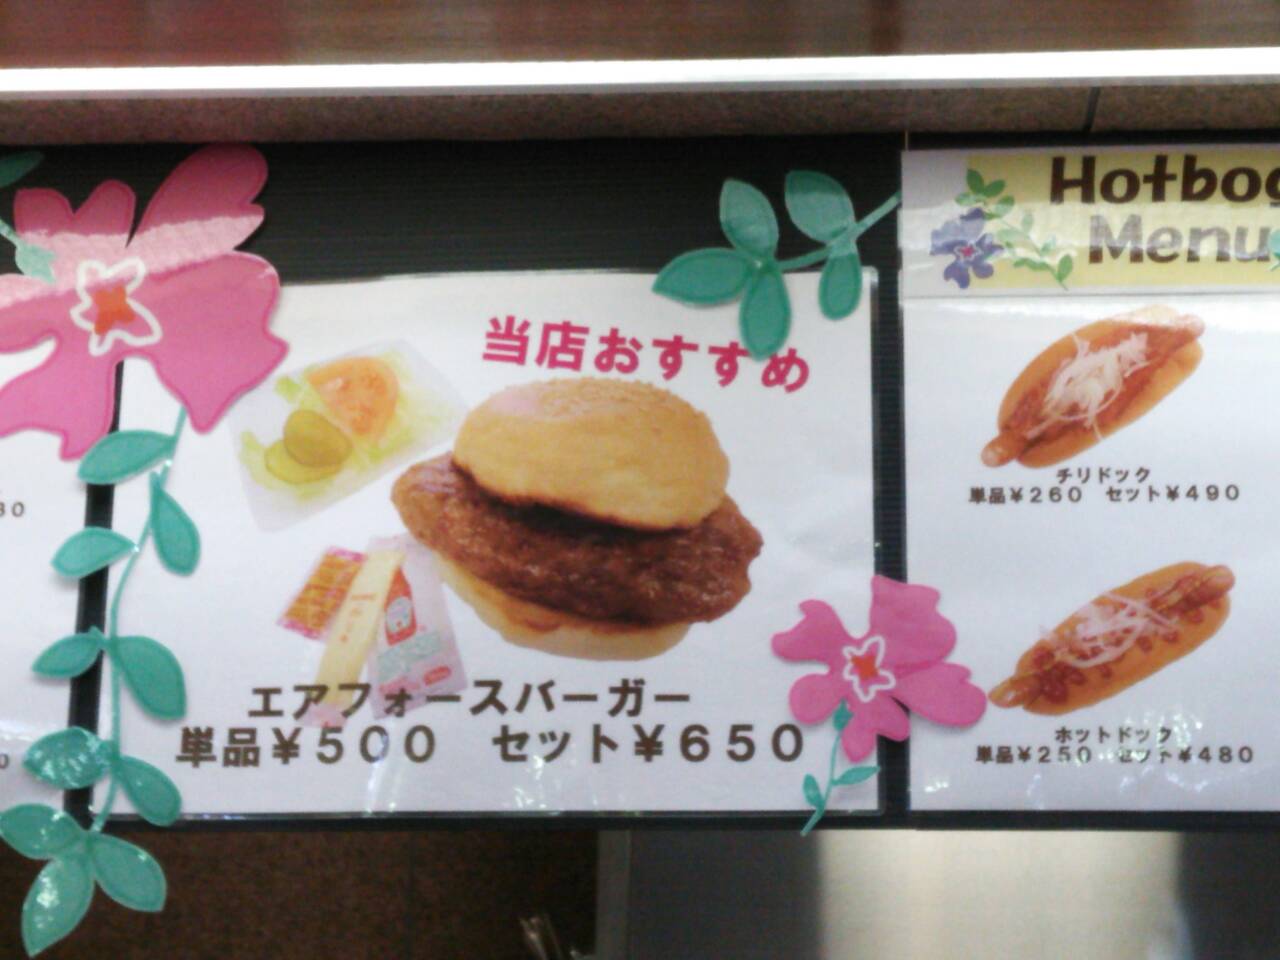 Hotbog
Menu
当店おすすめ
エアフォースバーガー
単品¥500 セット¥650
チリドック
単品¥260 セット¥490
ホットドック
単品¥250 セット¥480